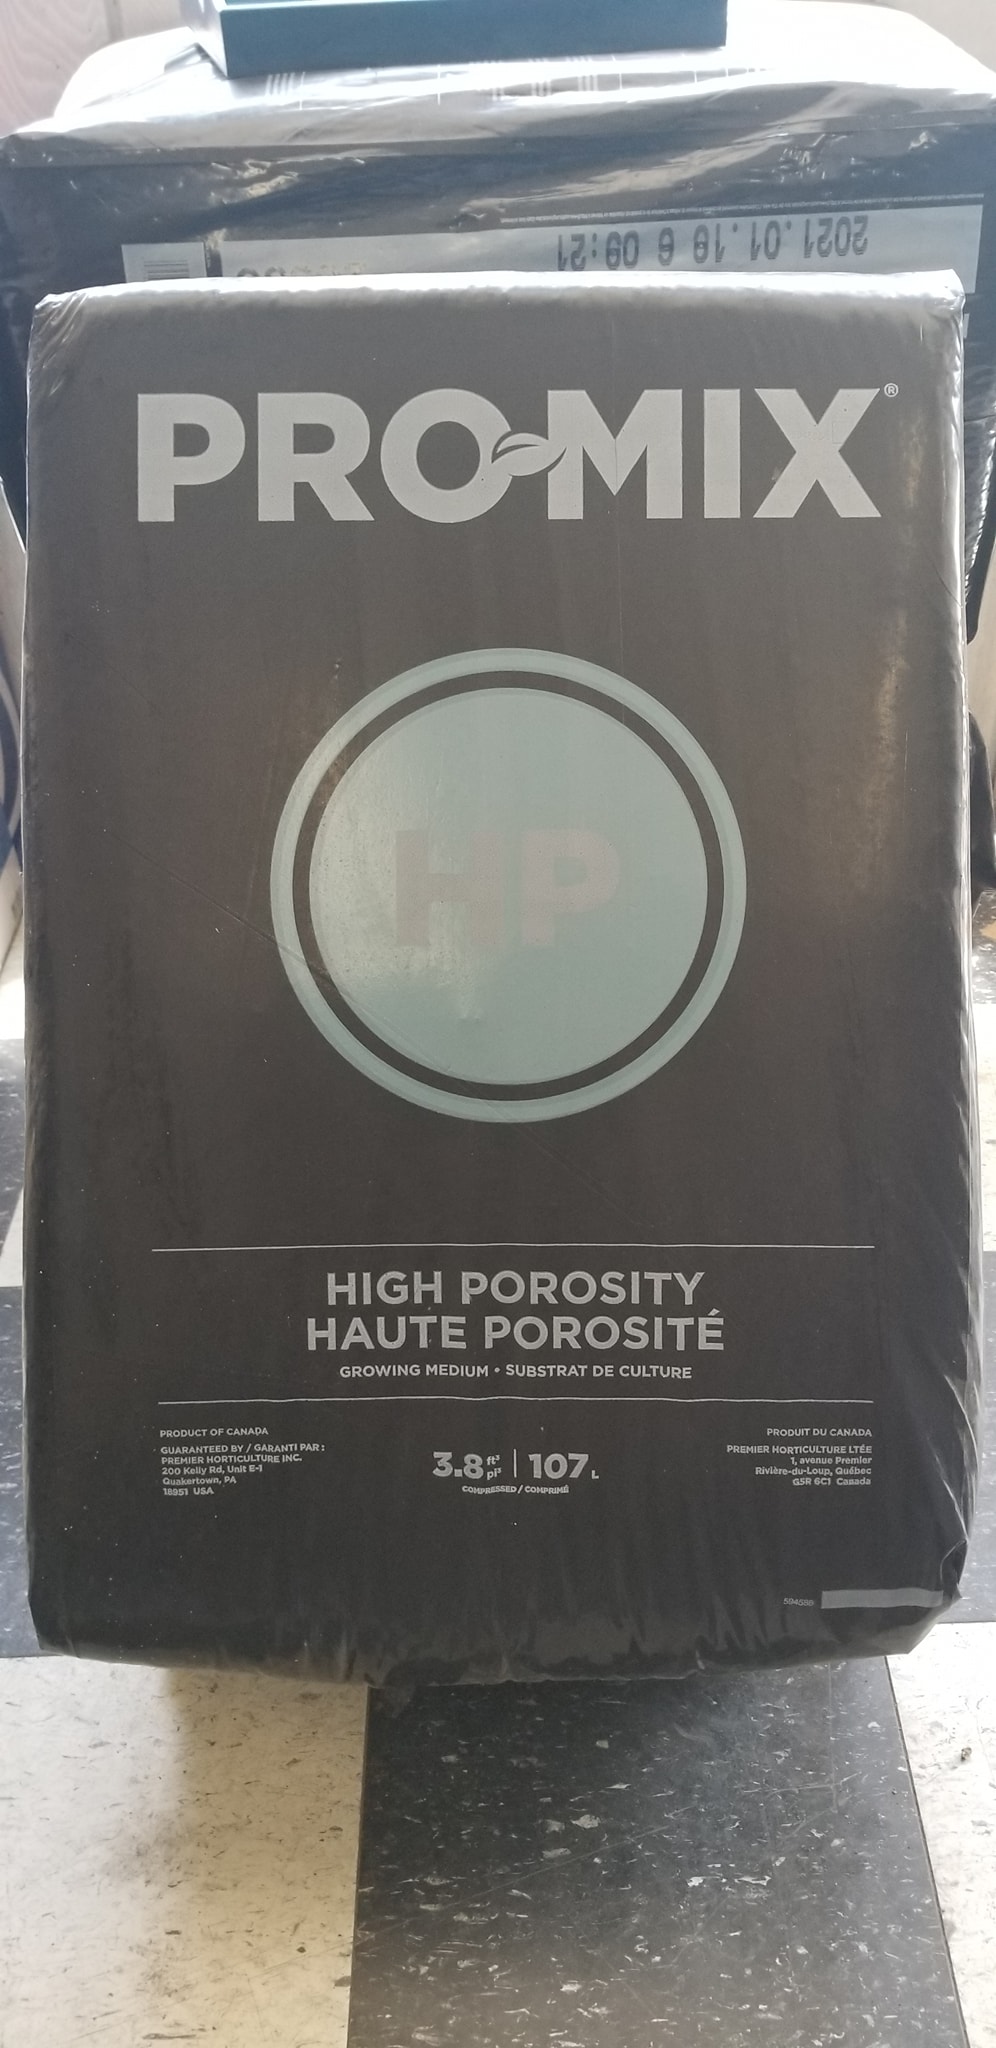 2021.01.18 6 09:21
PRO-MIX®
HP
HIGH POROSITY
HAUTE POROSITÉ
GROWING MEDIUM • SUBSTRAT DE CULTURE
PRODUCT OF CANADA
GUARANTEED BY / GARANTI PAR :
PREMIER HORTICULTURE INC.
200 Kelly Rd, Unit E-1
Quakertown, PA
18951 USA
3.8 ft³ pi³ | 107 L
COMPRESSED / COMPRIMÉ
PRODUIT DU CANADA
PREMIER HORTICULTURE LTÉE
1, avenue Premier
Rivière-du-Loup, Québec
G5R 6C1 Canada